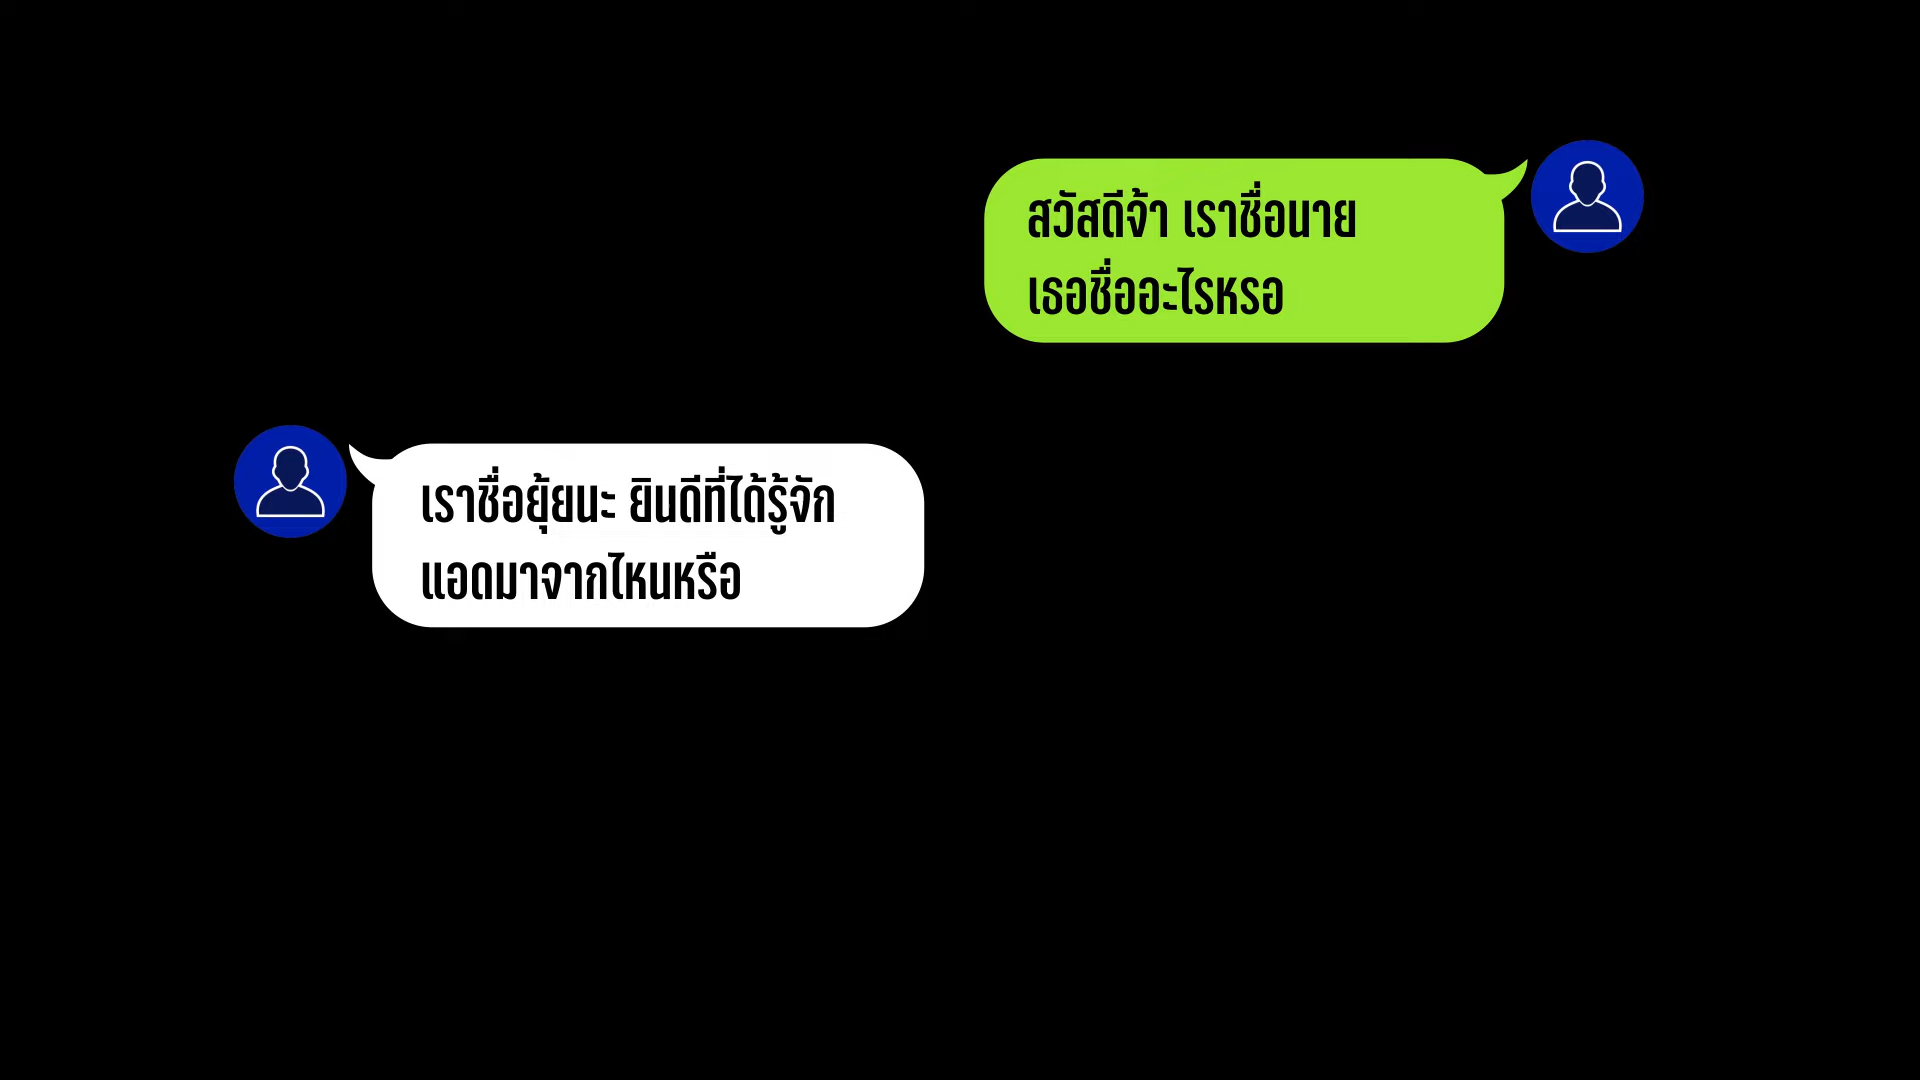 สวัสดีจ้า เราชื่อนาย
เธอชื่ออะไรหรอ
เราชื่อยุ้ยนะ ยินดีที่ได้รู้จัก
แอดมาจากไหนหรือ